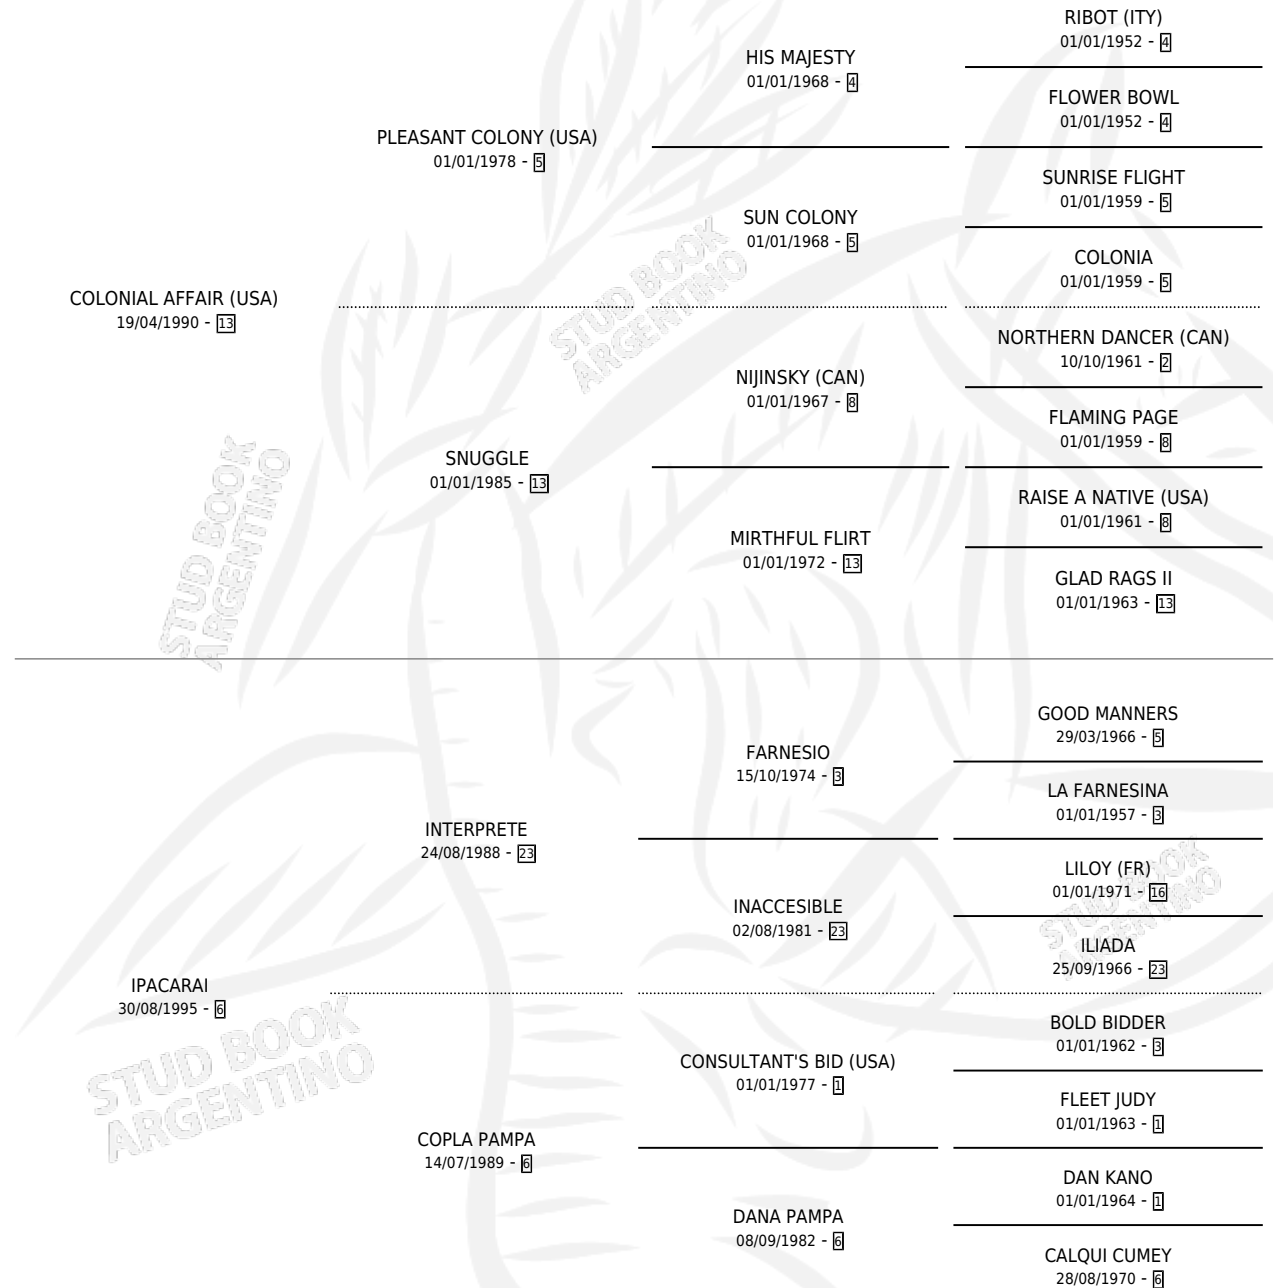 RIBOT (ITY)
01/01/1952 - 4
HIS MAJESTY
01/01/1968 - 4
FLOWER BOWL
01/01/1952 - 4
PLEASANT COLONY (USA)
01/01/1978 - 5
SUNRISE FLIGHT
01/01/1959 - 5
SUN COLONY
01/01/1968 - 5
COLONIA
01/01/1959 - 5
COLONIAL AFFAIR (USA)
19/04/1990 - 13
NORTHERN DANCER (CAN)
10/10/1961 - 2
NIJINSKY (CAN)
01/01/1967 - 8
FLAMING PAGE
01/01/1959 - 8
SNUGGLE
01/01/1985 - 13
RAISE A NATIVE (USA)
01/01/1961 - 8
MIRTHFUL FLIRT
01/01/1972 - 13
GLAD RAGS II
01/01/1963 - 13
STUD BOOK
ARGENTINO
STUD BOOK
ARGENTINO
GOOD MANNERS
29/03/1966 - 5
FARNESIO
15/10/1974 - 3
LA FARNESINA
01/01/1957 - 3
INTERPRETE
24/08/1988 - 23
LILOY (FR)
01/01/1971 - 16
INACCESIBLE
02/08/1981 - 23
ILIADA
25/09/1966 - 23
IPACARAI
30/08/1995 - 6
BOLD BIDDER
01/01/1962 - 3
CONSULTANT'S BID (USA)
01/01/1977 - 1
FLEET JUDY
01/01/1963 - 1
COPLA PAMPA
14/07/1989 - 6
DAN KANO
01/01/1964 - 1
DANA PAMPA
08/09/1982 - 6
CALQUI CUMEY
28/08/1970 - 6
STUD BOOK
ARGENTINO
STUD BOOK
ARGENTINO